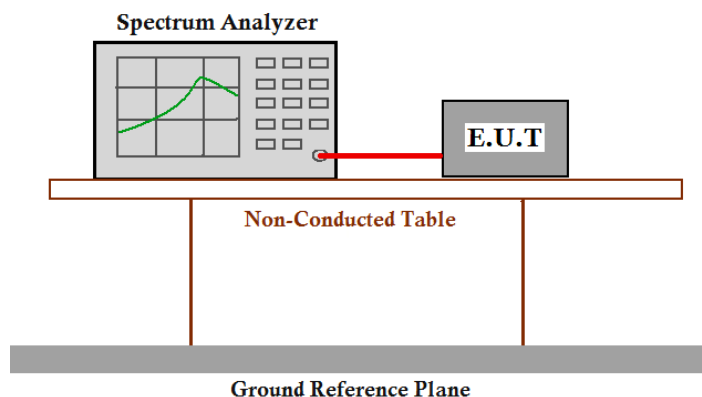 Spectrum Analyzer
E.U.T
Non-Conducted Table
Ground Reference Plane